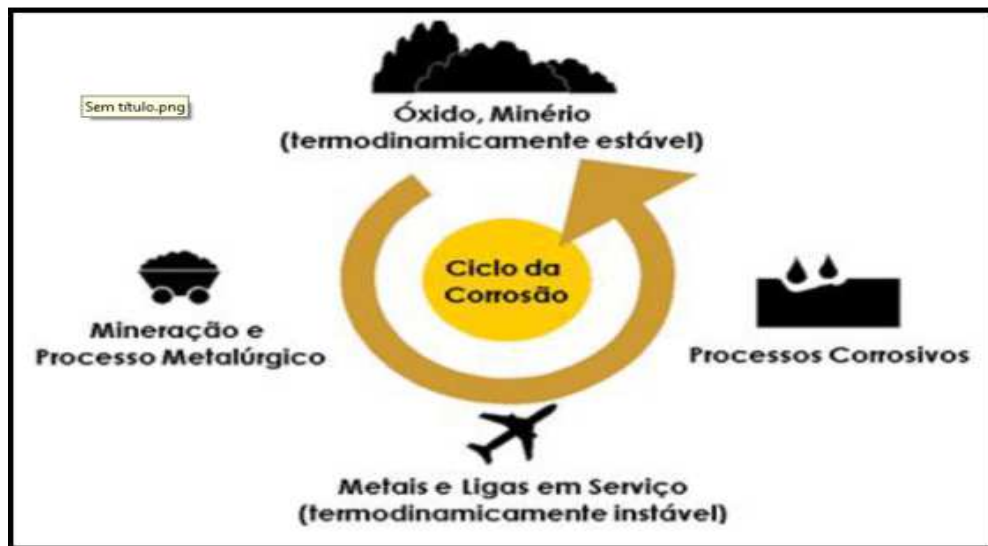 Sem título.png
Óxido, Minério
(termodinamicamente estável)
Ciclo da
Corrosão
Mineração e
Processo Metalúrgico
Processos Corrosivos
Metais e Ligas em Serviço
(termodinamicamente instável)